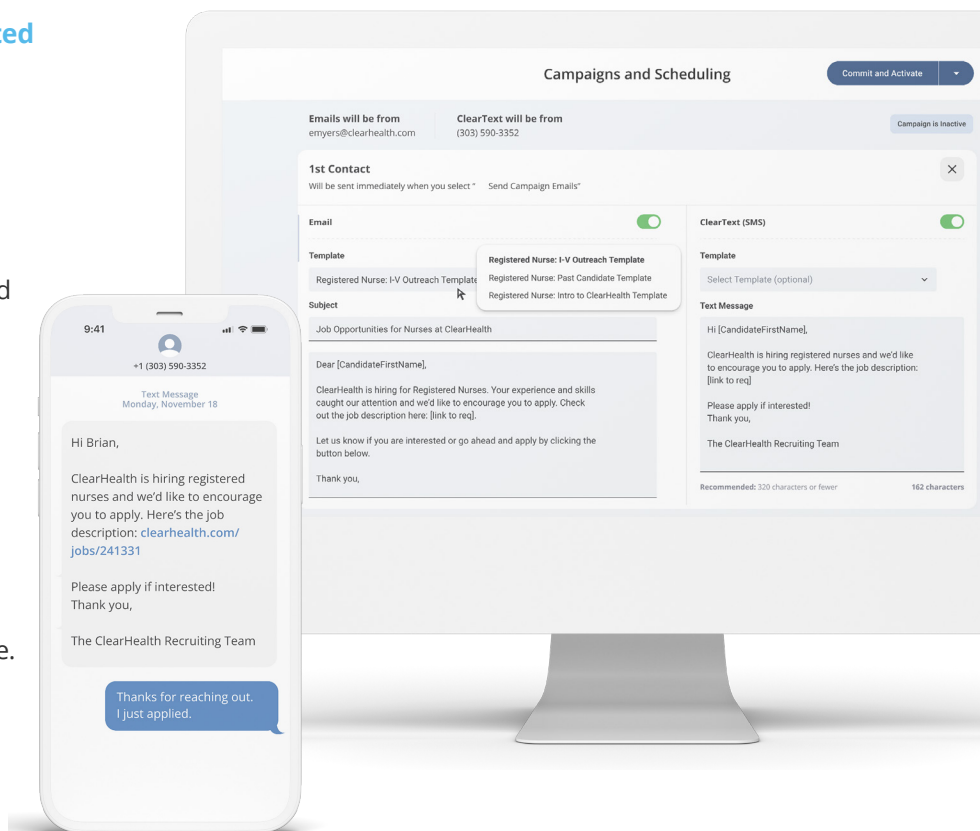 Campaigns and Scheduling
Commit and Activate
Emails will be from
emyers@clearhealth.com
ClearText will be from
(303) 590-3352
Campaign is Inactive
1st Contact
Will be sent immediately when you select “ Send Campaign Emails”
Email
Template
Registered Nurse: I-V Outreach Template
Registered Nurse: I-V Outreach Template
Registered Nurse: Past Candidate Template
Registered Nurse: Intro to ClearHealth Template
Subject
Job Opportunities for Nurses at ClearHealth
Dear [CandidateFirstName],
ClearHealth is hiring for Registered Nurses. Your experience and skills
caught our attention and we’d like to encourage you to apply. Check
out the job description here: [link to req].
Let us know if you are interested or go ahead and apply by clicking the
button below.
Thank you,
ClearText (SMS)
Template
Select Template (optional)
Text Message
Hi [CandidateFirstName],
ClearHealth is hiring registered nurses and we’d like
to encourage you to apply. Here’s the job description:
[link to req]
Please apply if interested!
Thank you,
The ClearHealth Recruiting Team
Recommended: 320 characters or fewer
162 characters
9:41
+1 (303) 590-3352
Text Message
Monday, November 18
Hi Brian,
ClearHealth is hiring registered
nurses and we’d like to encourage
you to apply. Here’s the job
description: clearhealth.com/
jobs/241331
Please apply if interested!
Thank you,
The ClearHealth Recruiting Team
Thanks for reaching out.
I just applied.